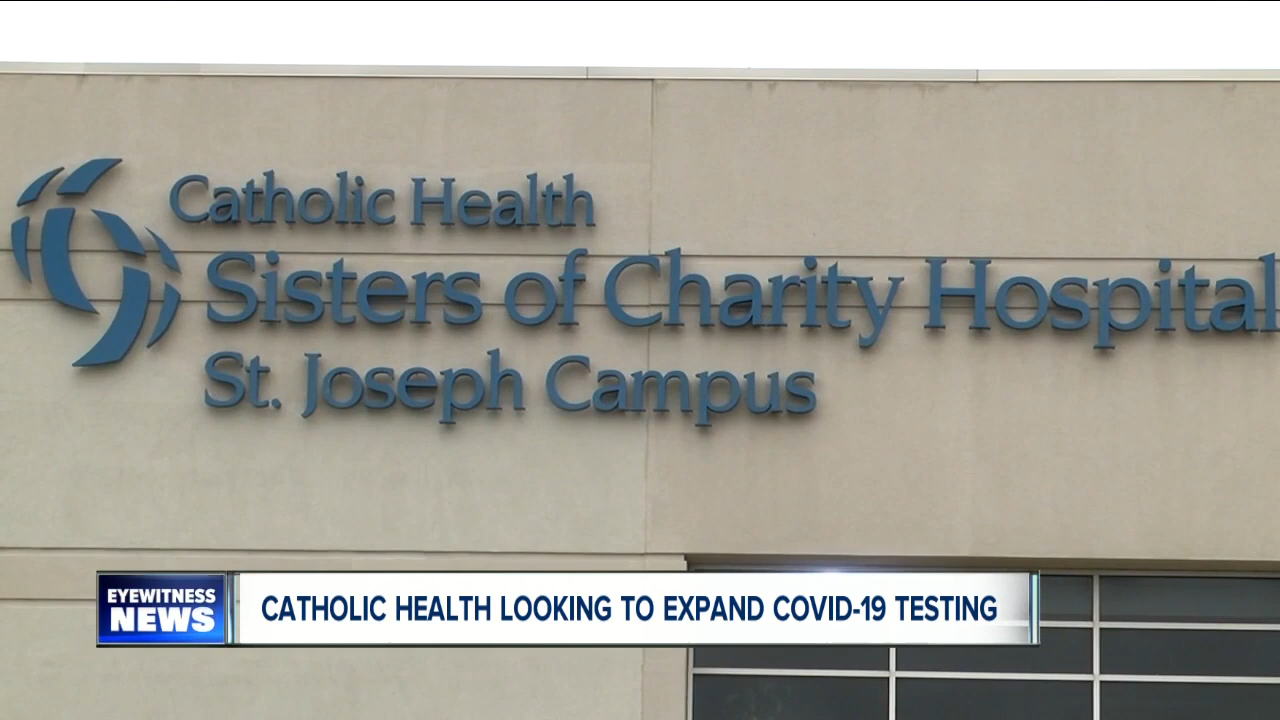 Catholic Health
Sisters of Charity Hospital
St. Joseph Campus
EYEWITNESS
NEWS
CATHOLIC HEALTH LOOKING TO EXPAND COVID-19 TESTING